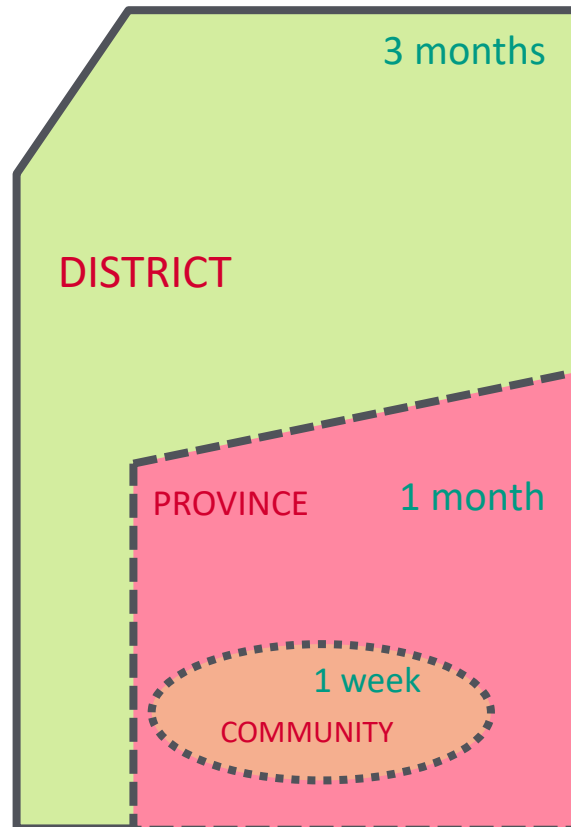 3 months
DISTRICT
PROVINCE
1 month
1 week
COMMUNITY